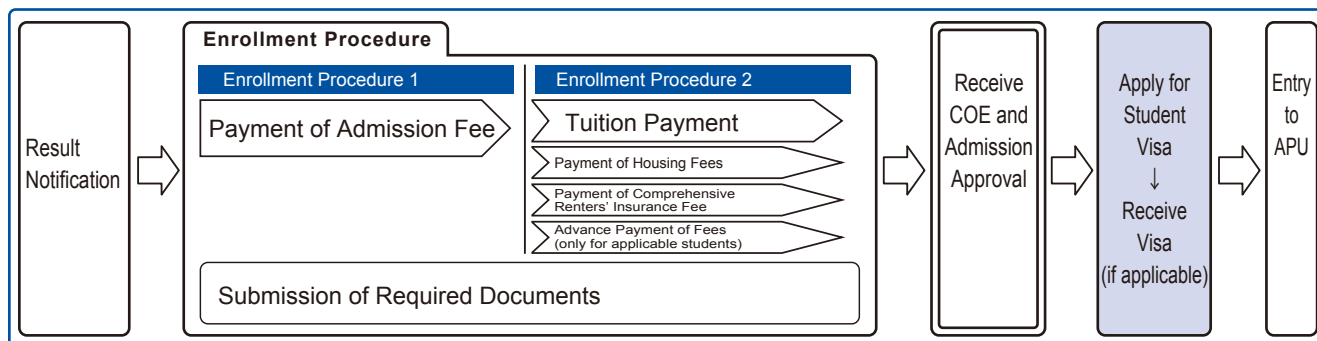 Result
Notification
Enrollment Procedure
Enrollment Procedure 1
Payment of Admission Fee
Enrollment Procedure 2
Tuition Payment
Payment of Housing Fees
Payment of Comprehensive
Renters' Insurance Fee
Advance Payment of Fees
(only for applicable students)
Submission of Required Documents
Receive
COE and
Admission
Approval
Apply for
Student
Visa
↓
Receive
Visa
(if applicable)
Entry
to
APU